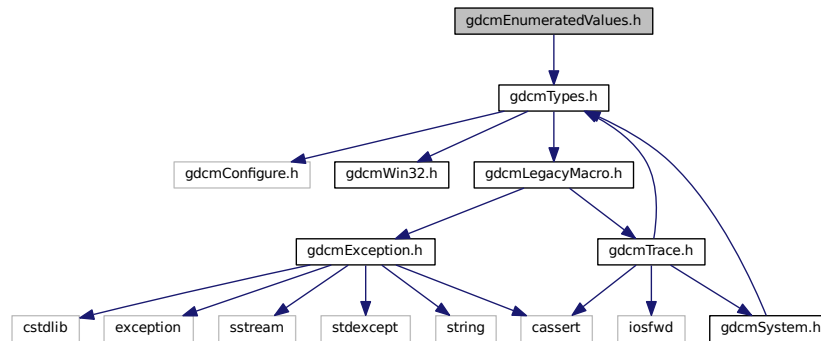 gdcmEnumeratedValues.h
gdcmTypes.h
gdcmConfigure.h
gdcmWin32.h
gdcmLegacyMacro.h
gdcmException.h
gdcmTrace.h
cstdlib
exception
sstream
stdexcept
string
cassert
iosfwd
gdcmSystem.h